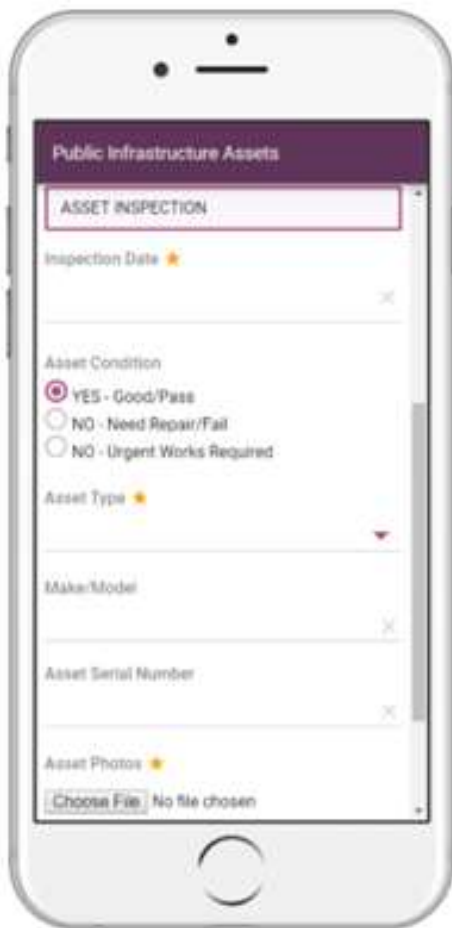 Public Infrastructure Assets
ASSET INSPECTION
Inspection Date
Asset Condition
YES - Good/Pass
NO - Need Repair/Fail
NO - Urgent Works Required
Asset Type
Make/Model
Asset Serial Number
Asset Photos
Choose File No file chosen